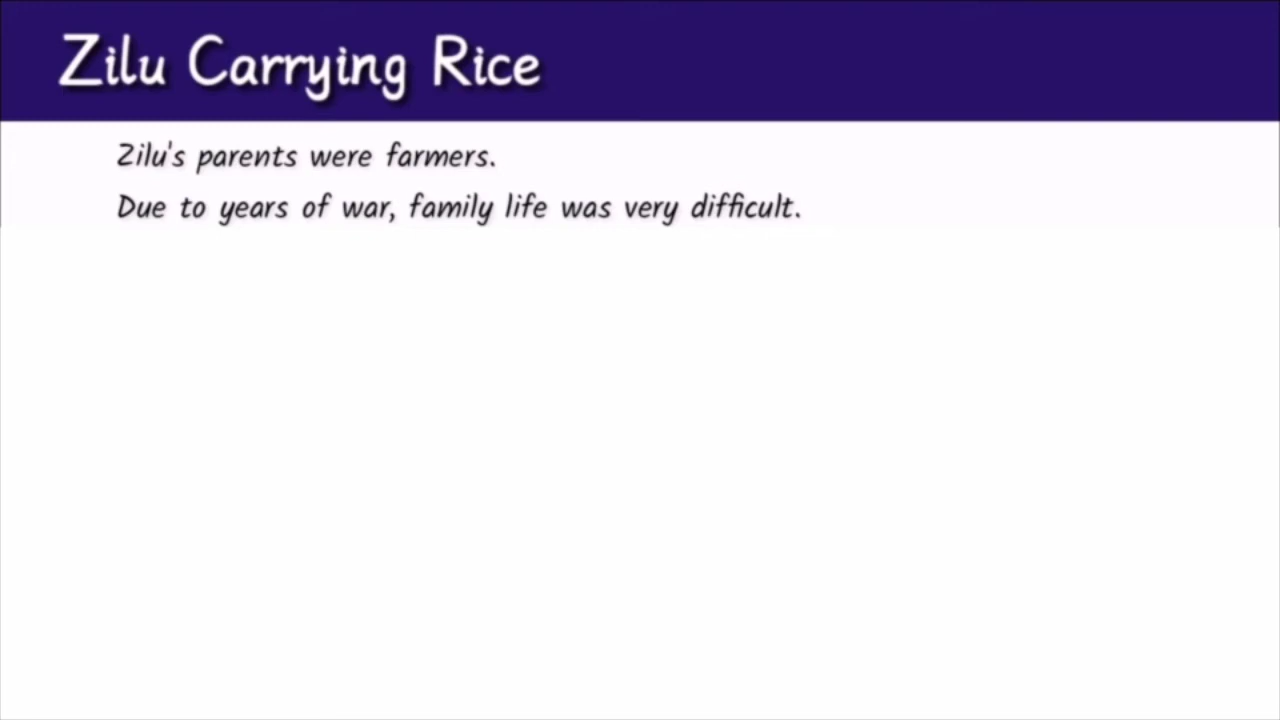 Zilu Carrying Rice
Zilu's parents were farmers.
Due to years of war, family life was very difficult.